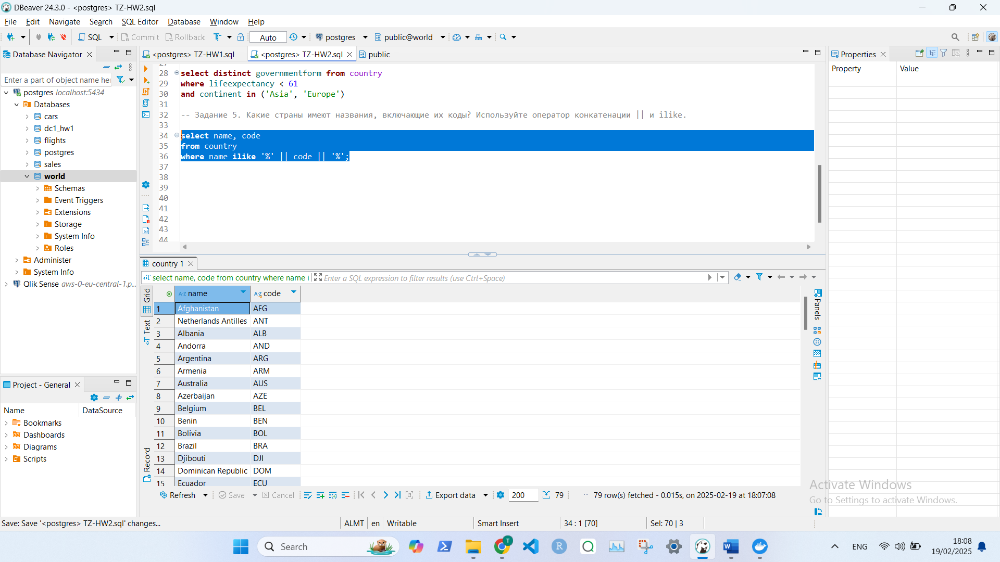 DBeaver 24.3.0 - <postgres> TZ-HW2.sql
File Edit Navigate Search SQL Editor Database Window Help
SQL Commit Rollback Auto postgres public@world
Database Navigator
Enter a part of object name he
postgres localhost:5434
Databases
cars
dc1_hw1
flights
postgres
sales
world
Schemas
Event Triggers
Extensions
Storage
System Info
Roles
Administer
System Info
Qlik Sense aws-0-eu-central-1.p...
Project - General
Name DataSource
Bookmarks
Dashboards
Diagrams
Scripts
<postgres> TZ-HW1.sql <postgres> TZ-HW2.sql public
28 select distinct governmentform from country
29 where lifeexpectancy < 61
30 and continent in ('Asia', 'Europe')
31
32 -- Задание 5. Какие страны имеют названия, включающие их коды? Используйте оператор конкатенации || и ilike.
33
34 select name, code
35 from country
36 where name ilike '%' || code || '%';
37
38
39
40
41
42
43
44
country 1
select name, code from country where name i Enter a SQL expression to filter results (use Ctrl+Space)
Grid
Text
Record
A-Z name A-Z code
1 Afghanistan AFG
2 Netherlands Antilles ANT
3 Albania ALB
4 Andorra AND
5 Argentina ARG
6 Armenia ARM
7 Australia AUS
8 Azerbaijan AZE
9 Belgium BEL
10 Benin BEN
11 Bolivia BOL
12 Brazil BRA
13 Djibouti DJI
14 Dominican Republic DOM
15 Ecuador ECU
Panels
Refresh Save Cancel Export data 200 79 79 row(s) fetched - 0.015s, on 2025-02-19 at 18:07:08
Properties
Property Value
Activate Windows
Go to Settings to activate Windows.
Save: Save '<postgres> TZ-HW2.sql' changes... ALMT en Writable Smart Insert 34 : 1 [70] Sel: 70 | 3
Search
ENG
18:08
19/02/2025